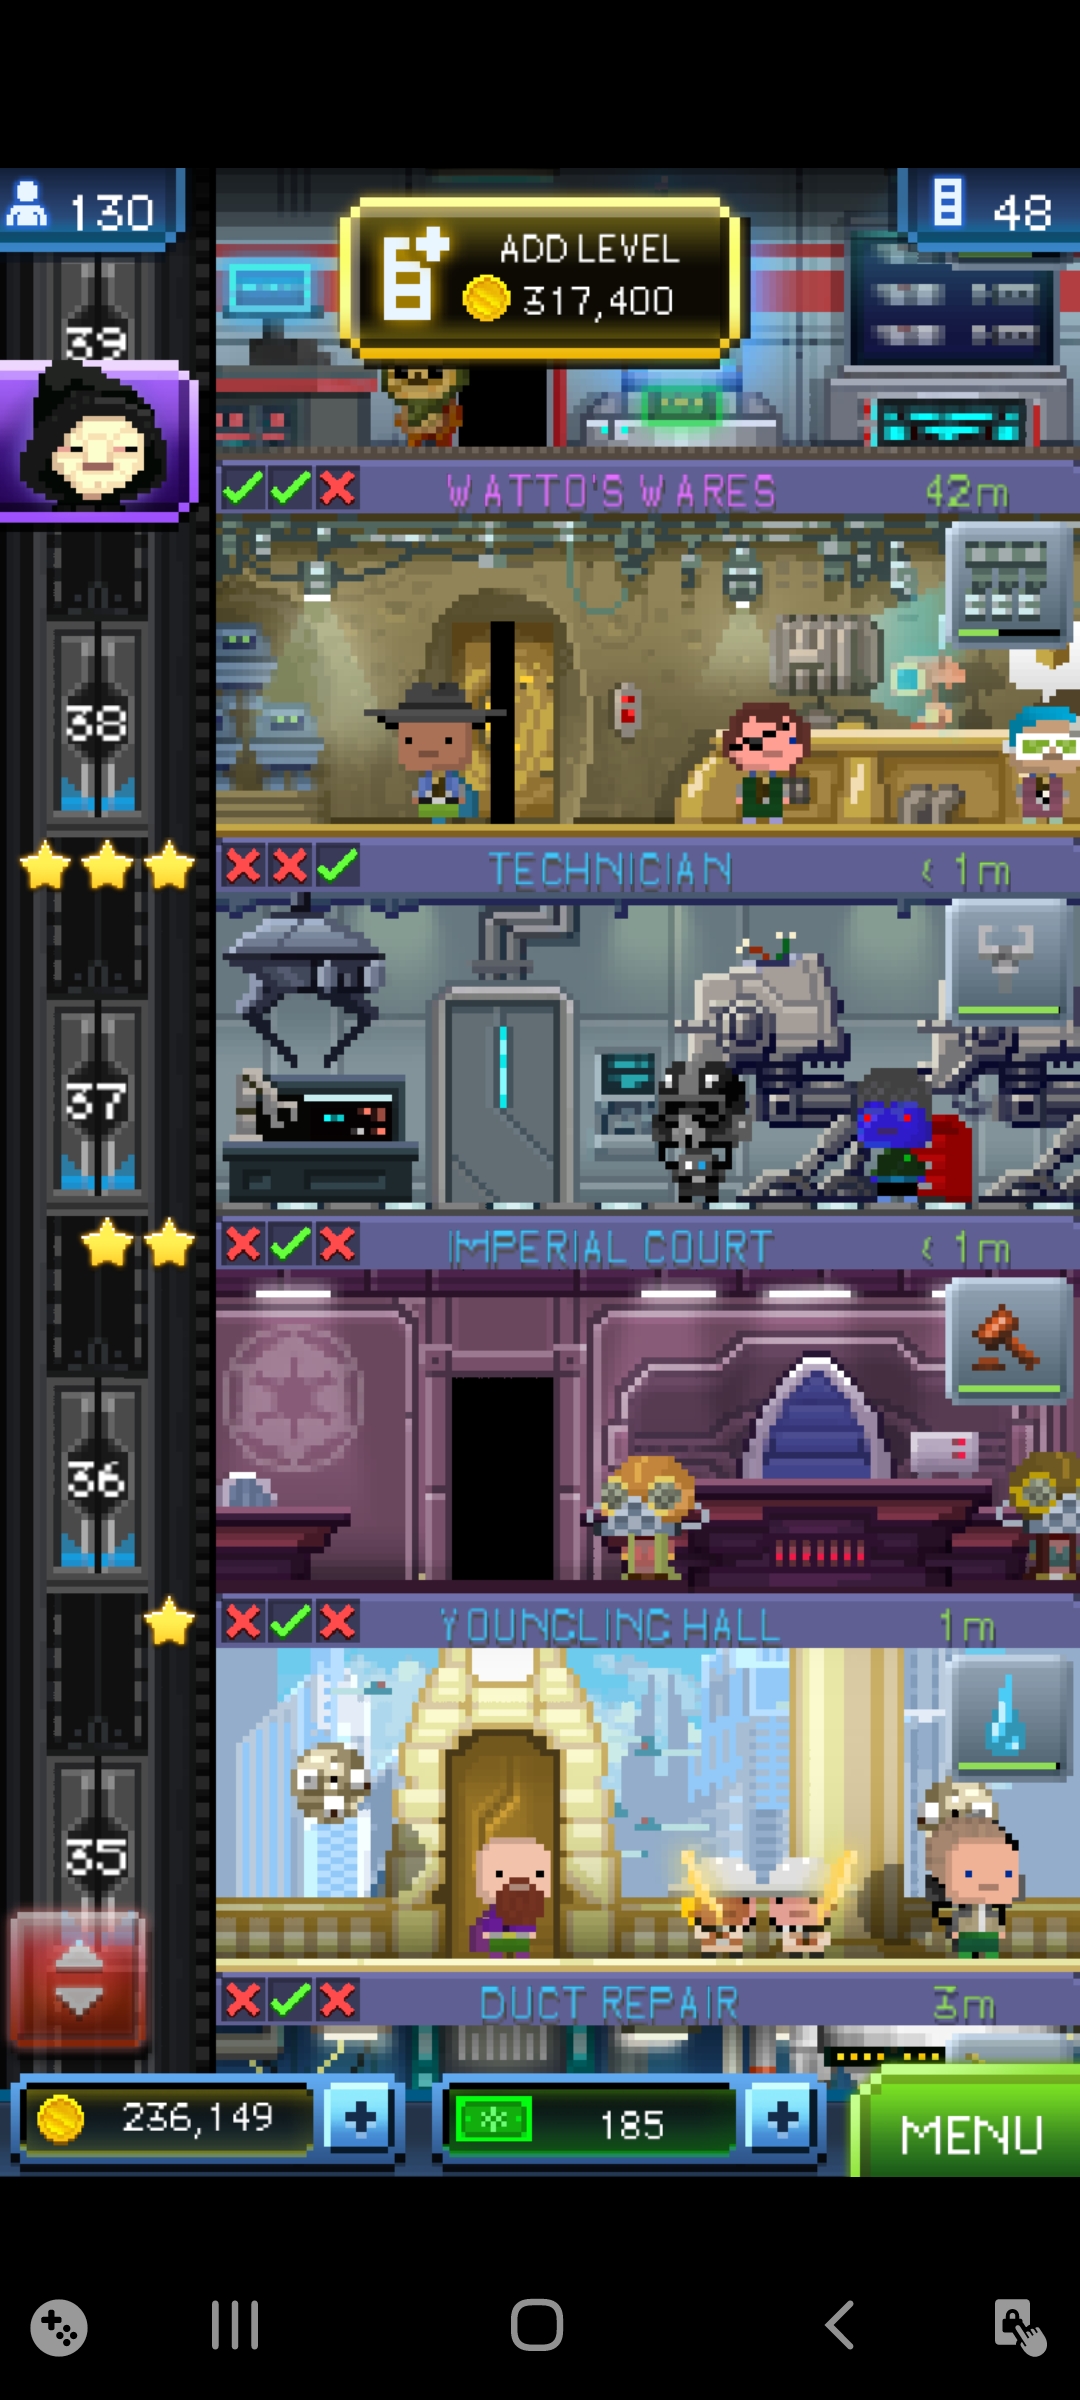 130
ADD LEVEL
317,400
48
39
WATTO'S WARES
42m
38
TECHNICIAN
< 1m
37
IMPERIAL COURT
< 1m
36
YOUNGLING HALL
1m
35
DUCT REPAIR
3m
236,149
185
MENU